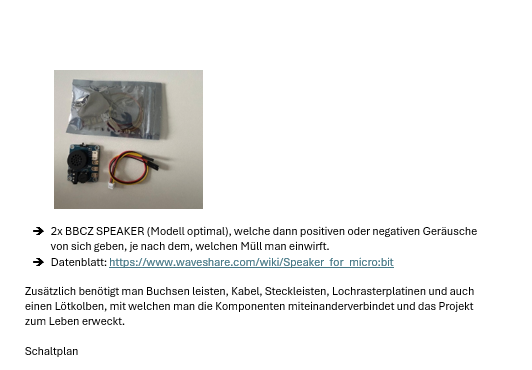 ➔ 2x BBCZ SPEAKER (Modell optimal), welche dann positiven oder negativen Geräusche
von sich geben, je nach dem, welchen Müll man einwirft.
➔ Datenblatt: https://www.waveshare.com/wiki/Speaker_for_micro:bit
Zusätzlich benötigt man Buchsen leisten, Kabel, Steckleisten, Lochrasterplatinen und auch
einen Lötkolben, mit welchen man die Komponenten miteinanderverbindet und das Projekt
zum Leben erweckt.
Schaltplan